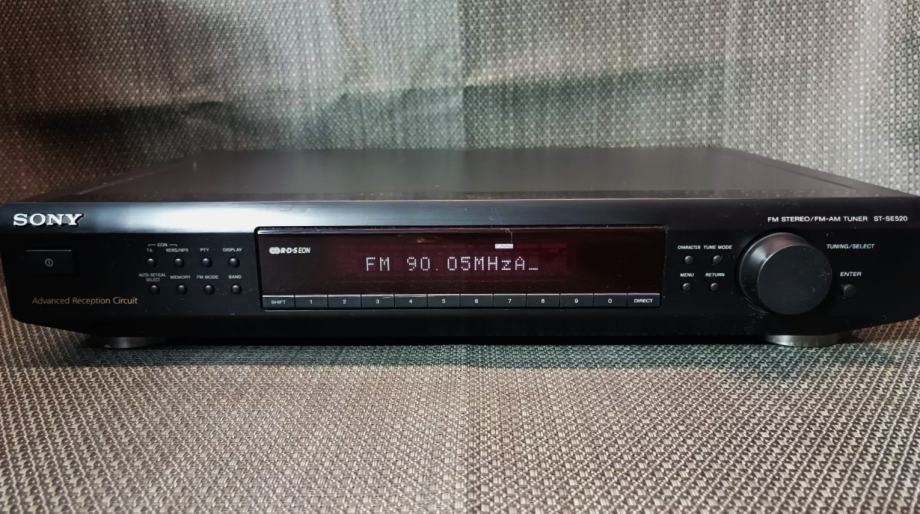 SONY
FM STEREO/FM-AM TUNER ST-SE520
EON
TA NEWS/INFO PTY DISPLAY
AUTO-BETICAL
SELECT MEMORY FM MODE BAND
Advanced Reception Circuit
R·D·S EON
TUNED
FM 90.05MHzA_
SHIFT 1 2 3 4 5 6 7 8 9 0 DIRECT
CHARACTER TUNE MODE
MENU RETURN
TUNING/SELECT
ENTER